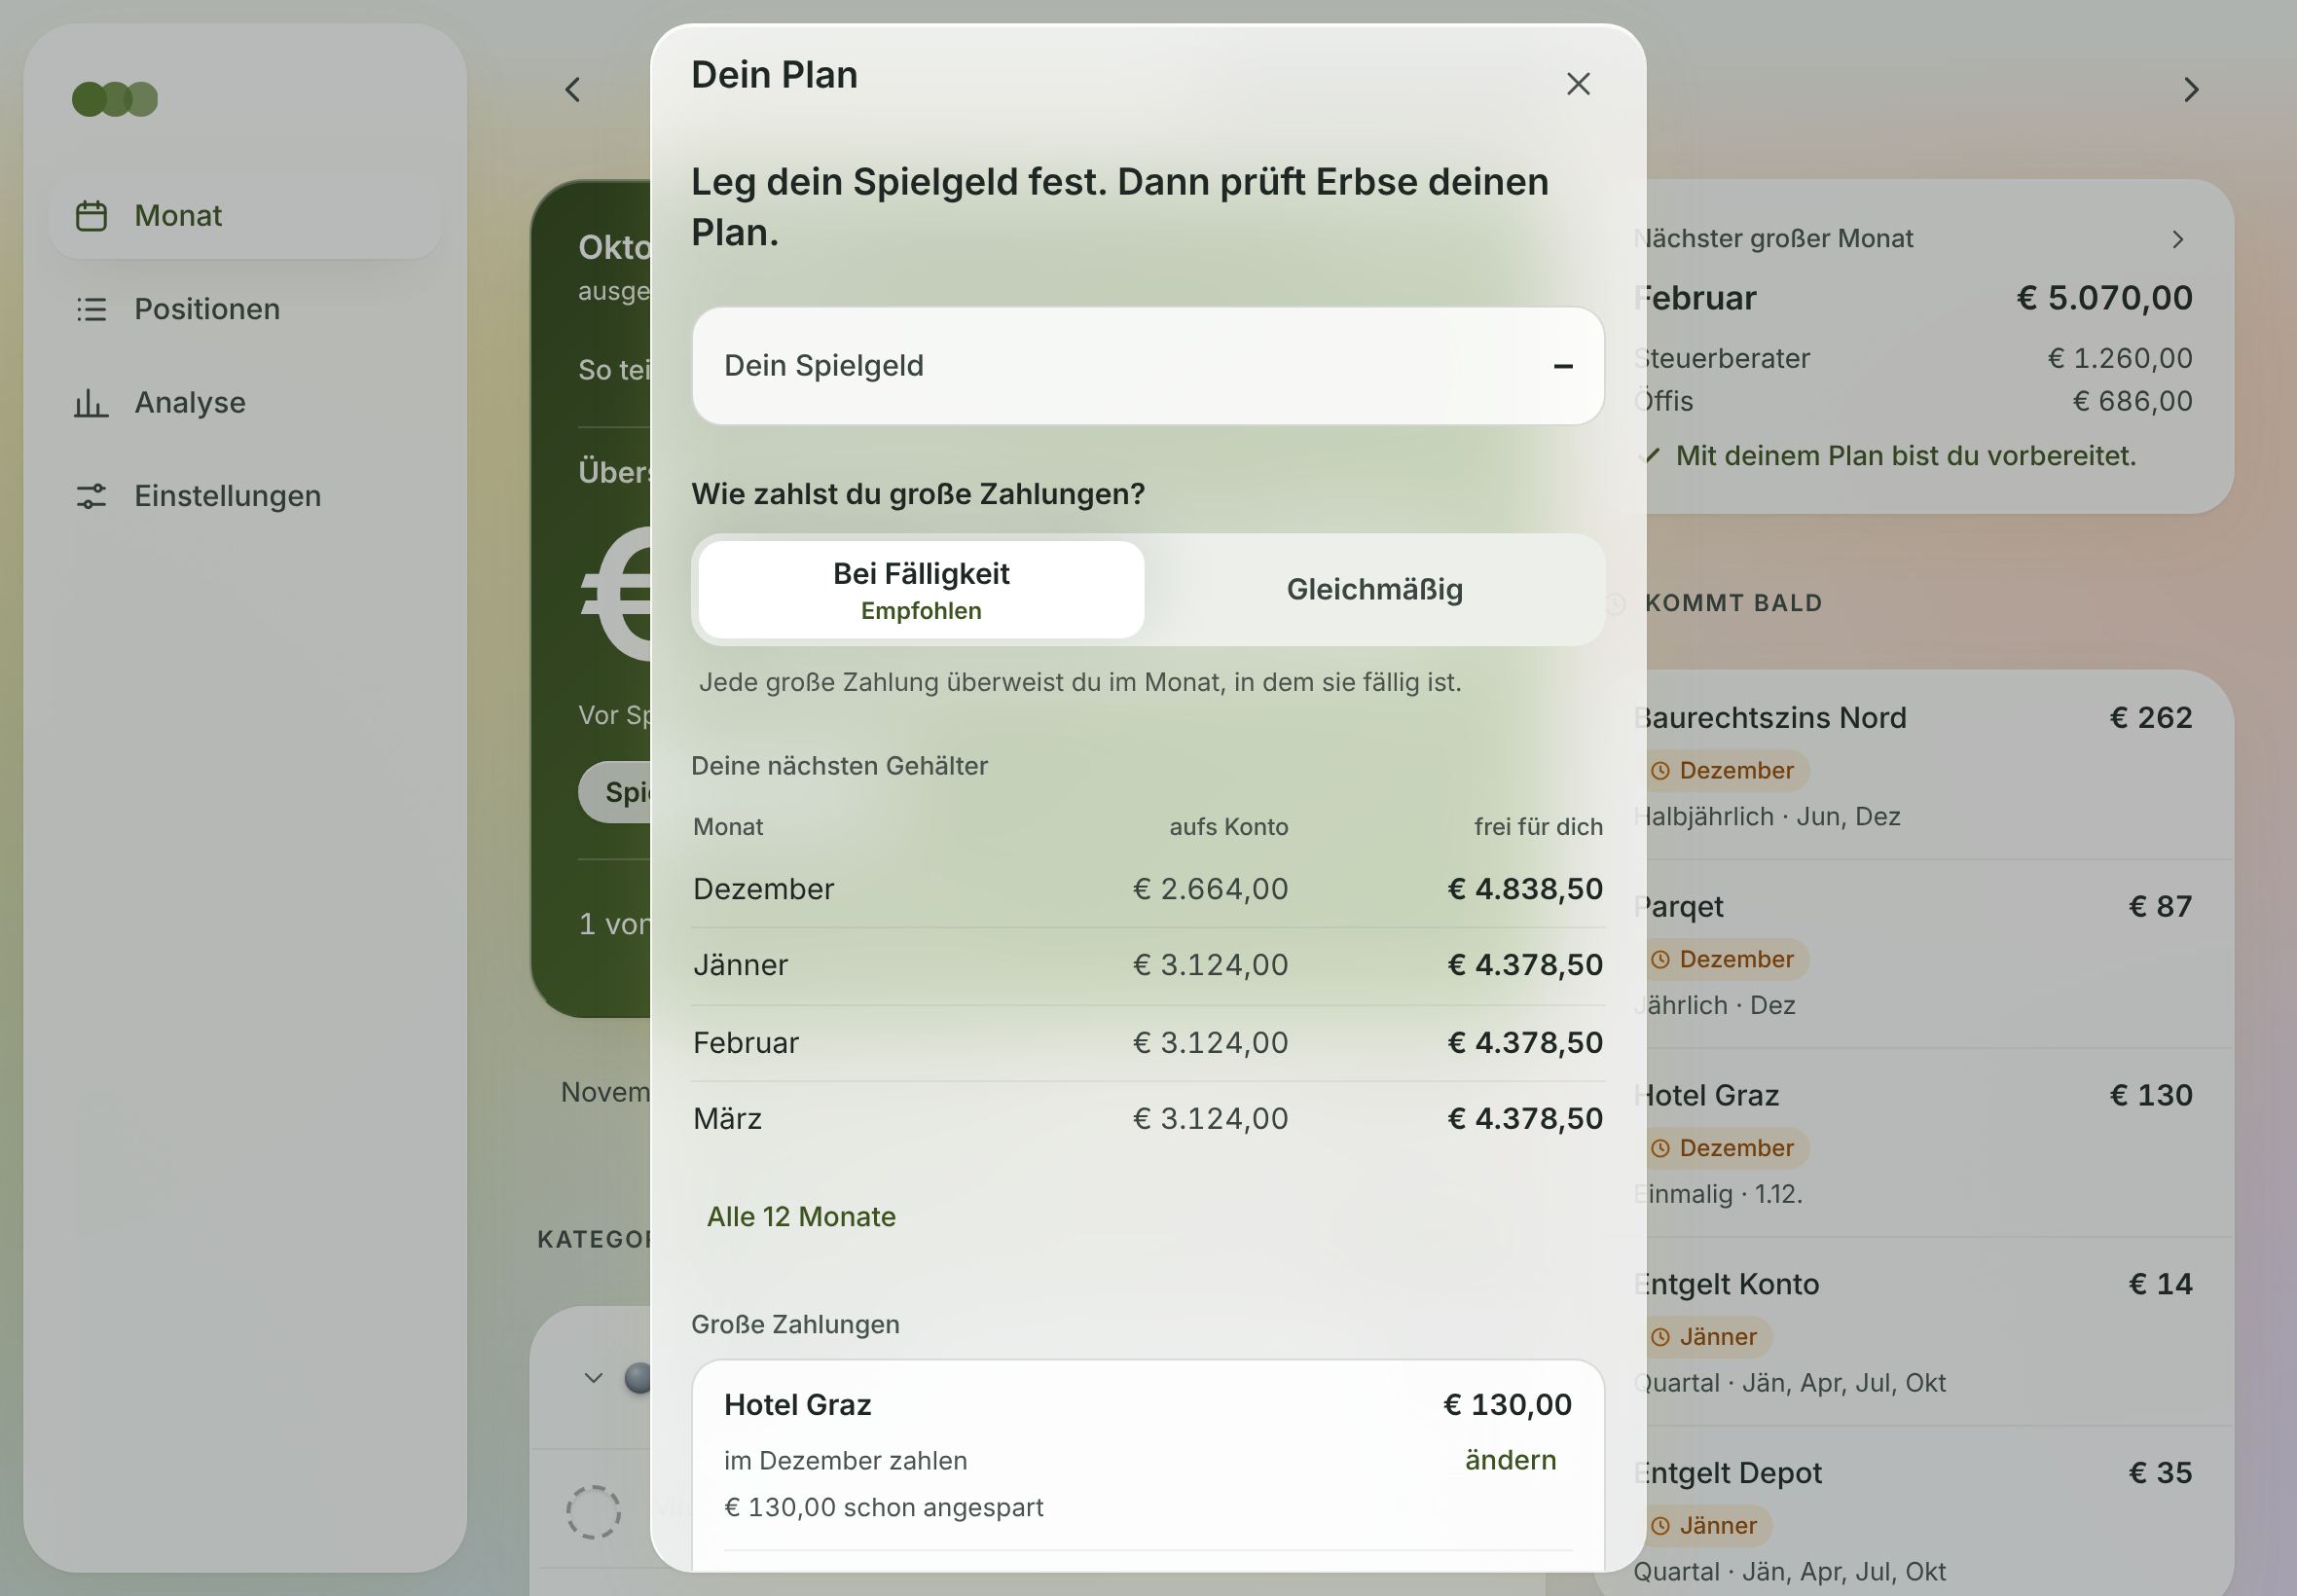 Monat
Positionen
Analyse
Einstellungen
Okto
ausge
So tei
Übers
€
Vor Sp
Spie
1 von
Novem
KATEGOR
Dein Plan
Leg dein Spielgeld fest. Dann prüft Erbse deinen
Plan.
Dein Spielgeld –
Wie zahlst du große Zahlungen?
Bei Fälligkeit
Empfohlen
Gleichmäßig
Jede große Zahlung überweist du im Monat, in dem sie fällig ist.
Deine nächsten Gehälter
Monat aufs Konto frei für dich
Dezember € 2.664,00 € 4.838,50
Jänner € 3.124,00 € 4.378,50
Februar € 3.124,00 € 4.378,50
März € 3.124,00 € 4.378,50
Alle 12 Monate
Große Zahlungen
Hotel Graz € 130,00
im Dezember zahlen ändern
€ 130,00 schon angespart
Nächster großer Monat
Februar € 5.070,00
Steuerberater € 1.260,00
Öffis € 686,00
Mit deinem Plan bist du vorbereitet.
KOMMT BALD
Baurechtszins Nord € 262
Dezember
Halbjährlich · Jun, Dez
Parqet € 87
Dezember
Jährlich · Dez
Hotel Graz € 130
Dezember
Einmalig · 1.12.
Entgelt Konto € 14
Jänner
Quartal · Jän, Apr, Jul, Okt
Entgelt Depot € 35
Jänner
Quartal · Jän, Apr, Jul, Okt